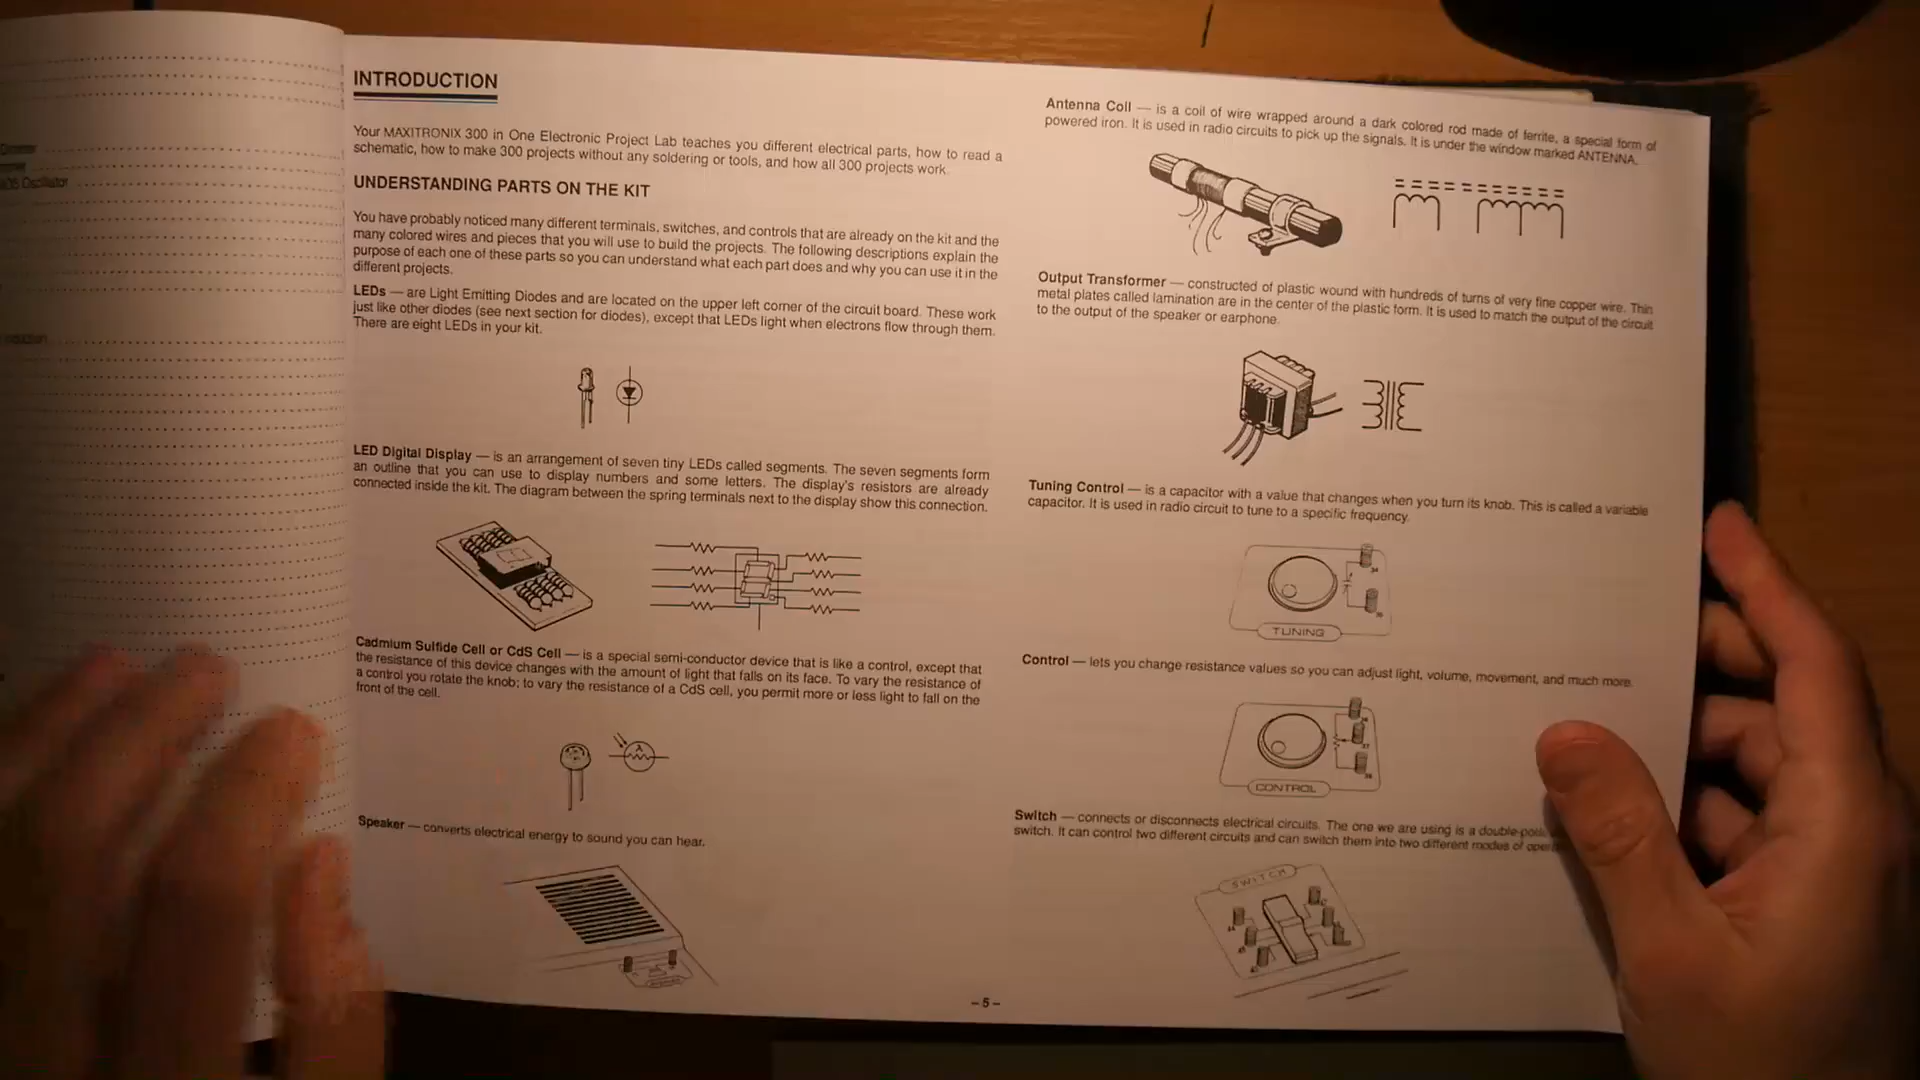 Oscillator
INTRODUCTION
Your MAXITRONIX 300 in One Electronic Project Lab teaches you different electrical parts, how to read a
schematic, how to make 300 projects without any soldering or tools, and how all 300 projects work.
UNDERSTANDING PARTS ON THE KIT
You have probably noticed many different terminals, switches, and controls that are already on the kit and the
many colored wires and pieces that you will use to build the projects. The following descriptions explain the
purpose of each one of these parts so you can understand what each part does and why you can use it in the
different projects.
LEDs — are Light Emitting Diodes and are located on the upper left corner of the circuit board. These work
just like other diodes (see next section for diodes), except that LEDs light when electrons flow through them.
There are eight LEDs in your kit.
LED Digital Display — is an arrangement of seven tiny LEDs called segments. The seven segments form
an outline that you can use to display numbers and some letters. The display's resistors are already
connected inside the kit. The diagram between the spring terminals next to the display show this connection.
Cadmium Sulfide Cell or CdS Cell — is a special semi-conductor device that is like a control, except that
the resistance of this device changes with the amount of light that falls on its face. To vary the resistance of
a control you rotate the knob; to vary the resistance of a CdS cell, you permit more or less light to fall on the
front of the cell.
λ
Speaker — converts electrical energy to sound you can hear.
Antenna Coil — is a coil of wire wrapped around a dark colored rod made of ferrite, a special form of
powered iron. It is used in radio circuits to pick up the signals. It is under the window marked ANTENNA.
Output Transformer — constructed of plastic wound with hundreds of turns of very fine copper wire. Thin
metal plates called lamination are in the center of the plastic form. It is used to match the output of the circuit
to the output of the speaker or earphone.
Tuning Control — is a capacitor with a value that changes when you turn its knob. This is called a variable
capacitor. It is used in radio circuit to tune to a specific frequency.
TUNING
Control — lets you change resistance values so you can adjust light, volume, movement, and much more.
CONTROL
Switch — connects or disconnects electrical circuits. The one we are using is a double-pole
switch. It can control two different circuits and can switch them into two different modes of
SWITCH
– 5 –